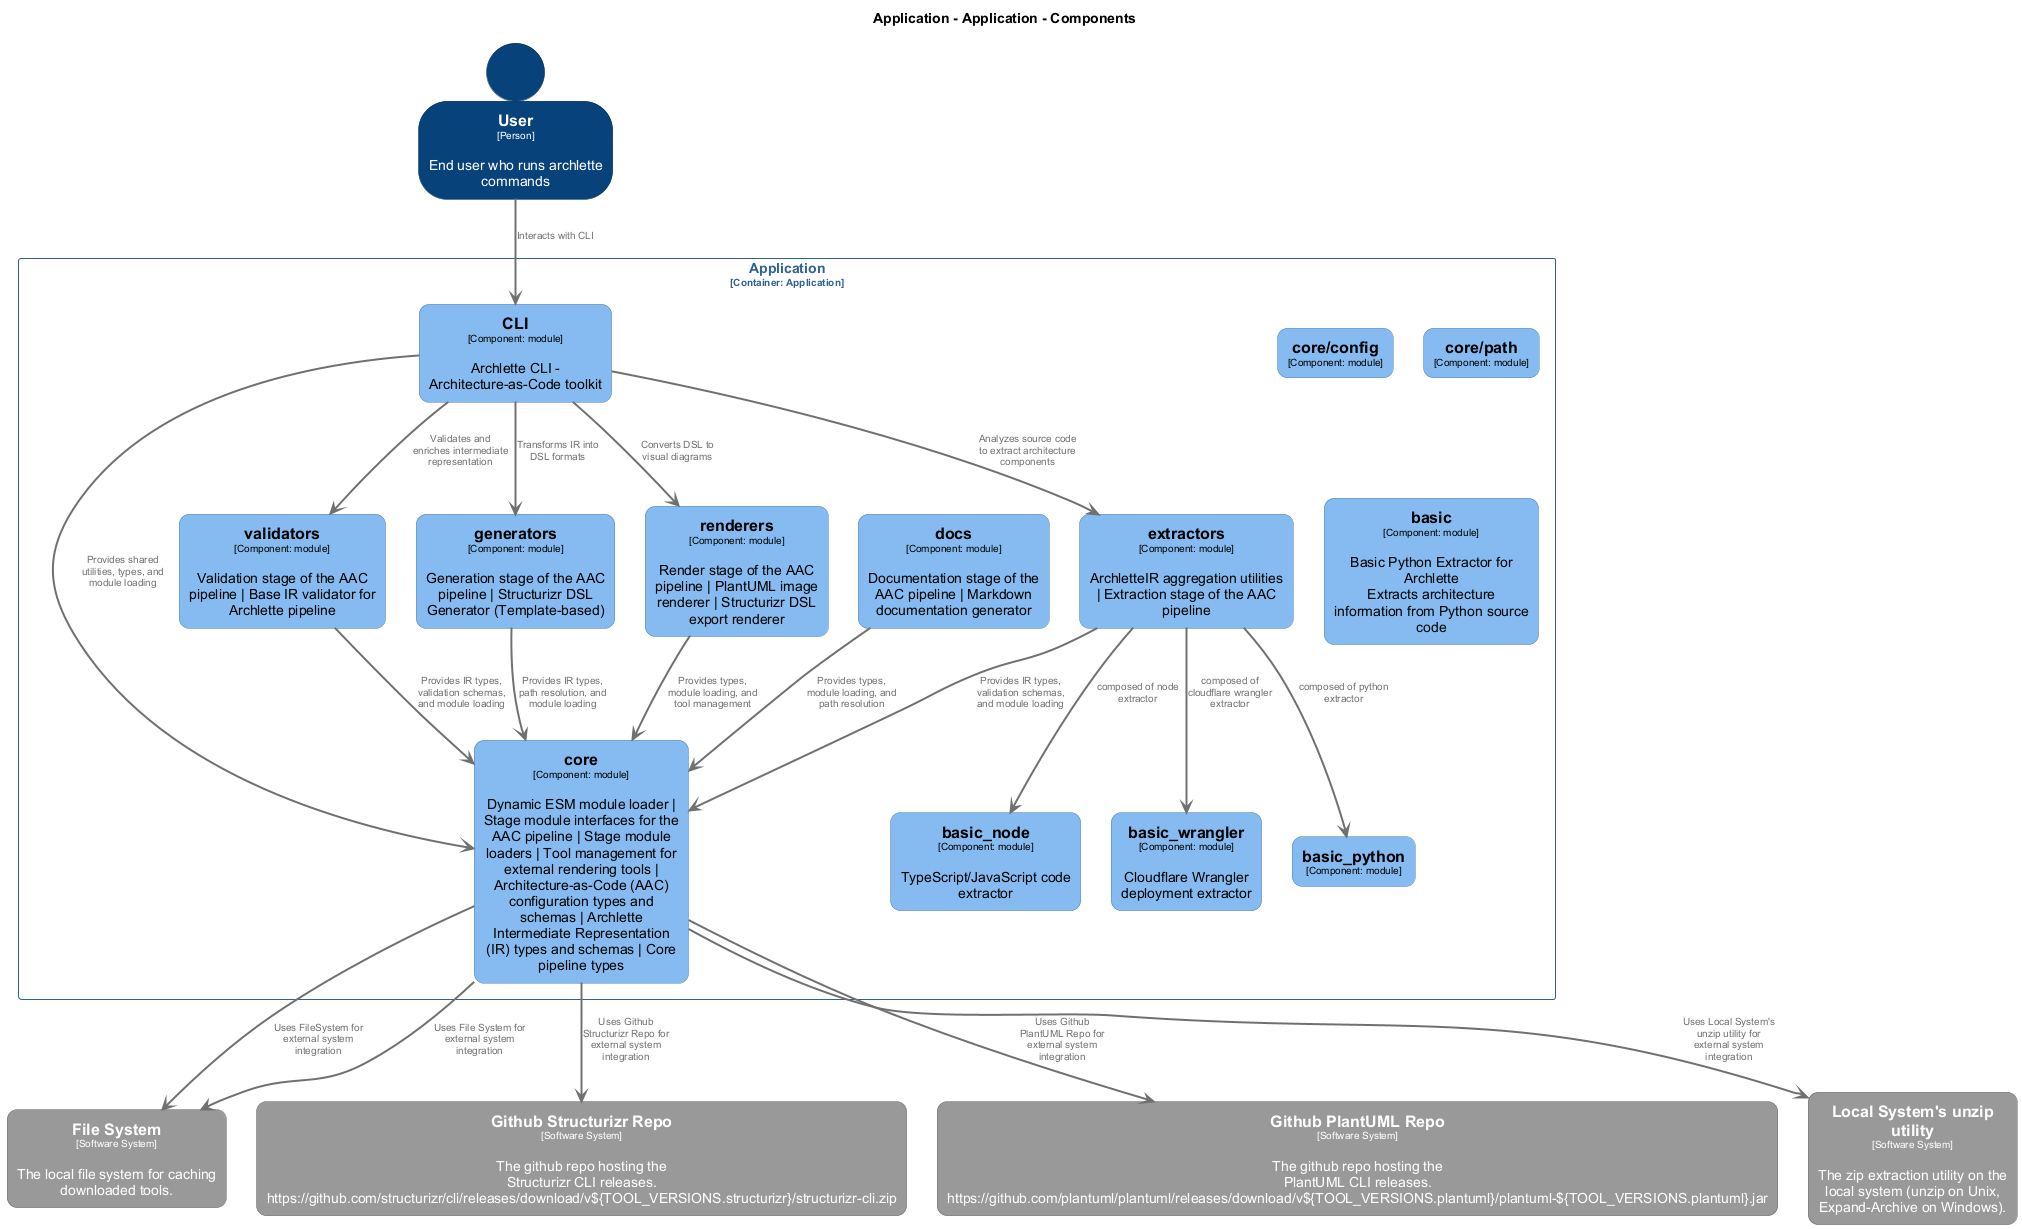 Application - Application - Components
User
[Person]
End user who runs archlette
commands
Interacts with CLI
Application
[Container: Application]
CLI
[Component: module]
Archlette CLI -
Architecture-as-Code toolkit
core/config
[Component: module]
core/path
[Component: module]
Validates and
enriches intermediate
representation
Transforms IR into
DSL formats
Converts DSL to
visual diagrams
Analyzes source code
to extract architecture
components
Provides shared
utilities, types, and
module loading
validators
[Component: module]
Validation stage of the AAC
pipeline | Base IR validator for
Archlette pipeline
generators
[Component: module]
Generation stage of the AAC
pipeline | Structurizr DSL
Generator (Template-based)
renderers
[Component: module]
Render stage of the AAC
pipeline | PlantUML image
renderer | Structurizr DSL
export renderer
docs
[Component: module]
Documentation stage of the
AAC pipeline | Markdown
documentation generator
extractors
[Component: module]
ArchletteIR aggregation utilities
| Extraction stage of the AAC
pipeline
basic
[Component: module]
Basic Python Extractor for
Archlette
Extracts architecture
information from Python source
code
Provides IR types,
validation schemas,
and module loading
Provides IR types,
path resolution, and
module loading
Provides types,
module loading, and
tool management
Provides types,
module loading, and
path resolution
Provides IR types,
validation schemas,
and module loading
composed of node
extractor
composed of
cloudflare wrangler
extractor
composed of python
extractor
core
[Component: module]
Dynamic ESM module loader |
Stage module interfaces for the
AAC pipeline | Stage module
loaders | Tool management for
external rendering tools |
Architecture-as-Code (AAC)
configuration types and
schemas | Archlette
Intermediate Representation
(IR) types and schemas | Core
pipeline types
basic_node
[Component: module]
TypeScript/JavaScript code
extractor
basic_wrangler
[Component: module]
Cloudflare Wrangler
deployment extractor
basic_python
[Component: module]
Uses FileSystem for
external system
integration
Uses File System for
external system
integration
Uses Github
Structurizr Repo for
external system
integration
Uses Github
PlantUML Repo for
external system
integration
Uses Local System's
unzip utility for
external system
integration
File System
[Software System]
The local file system for caching
downloaded tools.
Github Structurizr Repo
[Software System]
The github repo hosting the
Structurizr CLI releases.
https://github.com/structurizr/cli/releases/download/v${TOOL_VERSIONS.structurizr}/structurizr-cli.zip
Github PlantUML Repo
[Software System]
The github repo hosting the
PlantUML CLI releases.
https://github.com/plantuml/plantuml/releases/download/v${TOOL_VERSIONS.plantuml}/plantuml-${TOOL_VERSIONS.plantuml}.jar
Local System's unzip
utility
[Software System]
The zip extraction utility on the
local system (unzip on Unix,
Expand-Archive on Windows).